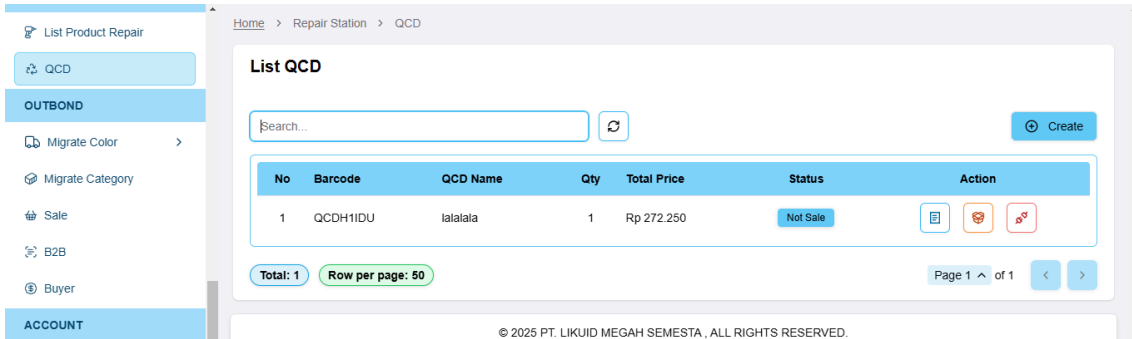 List Product Repair
QCD
OUTBOND
Migrate Color
Migrate Category
Sale
B2B
Buyer
ACCOUNT
Home > Repair Station > QCD
List QCD
Search...
Create
No Barcode QCD Name Qty Total Price Status Action
1 QCDH1IDU lalalala 1 Rp 272.250 Not Sale
Total: 1 Row per page: 50 Page 1 of 1
© 2025 PT. LIKUID MEGAH SEMESTA , ALL RIGHTS RESERVED.